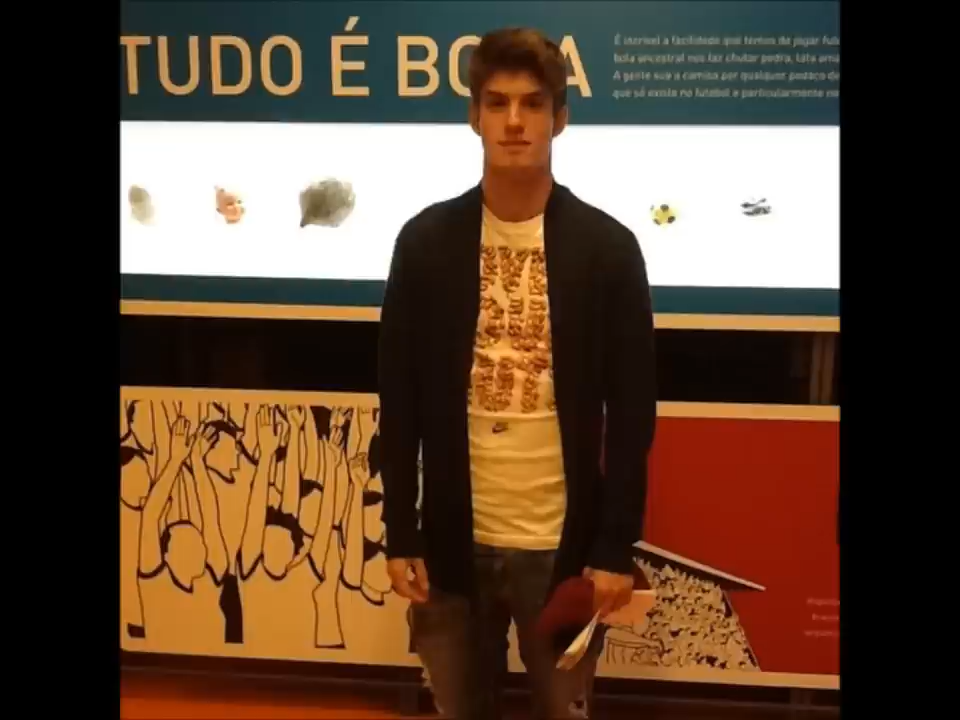 TUDO É BO A
É incrível a facilidade que temos de jogar fut
bola ancestral nos faz chutar pedra, lata ama
A gente sua a camisa por qualquer pedaço de
que só existe no futebol e particularmente no